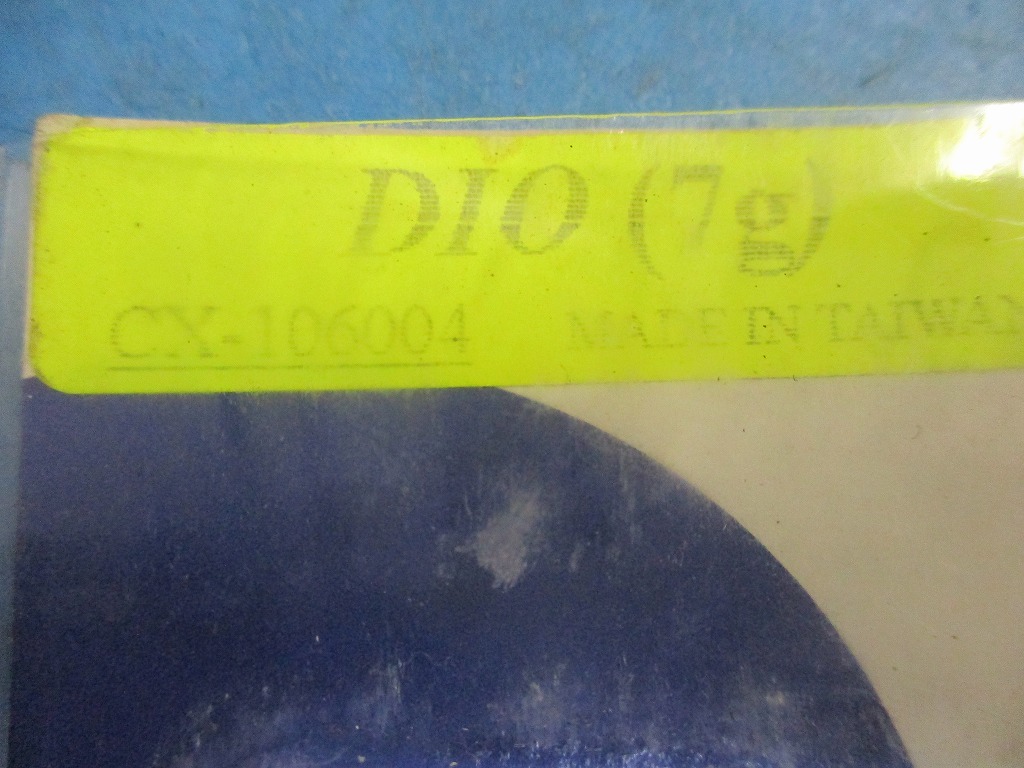 DIO (7g)
CX-106004 MADE IN TAIWAN